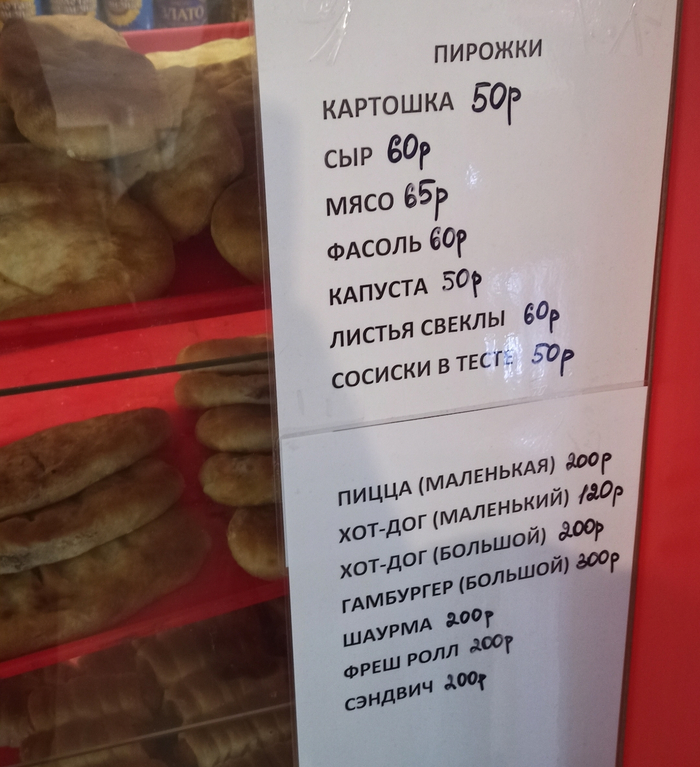 ПИРОЖКИ
КАРТОШКА 50р
СЫР 60р
МЯСО 65р
ФАСОЛЬ 60р
КАПУСТА 50р
ЛИСТЬЯ СВЕКЛЫ 60р
СОСИСКИ В ТЕСТЕ 50р
ПИЦЦА (МАЛЕНЬКАЯ) 200р
ХОТ-ДОГ (МАЛЕНЬКИЙ) 120р
ХОТ-ДОГ (БОЛЬШОЙ) 200р
ГАМБУРГЕР (БОЛЬШОЙ) 300р
ШАУРМА 200р
ФРЕШ РОЛЛ 200р
СЭНДВИЧ 200р